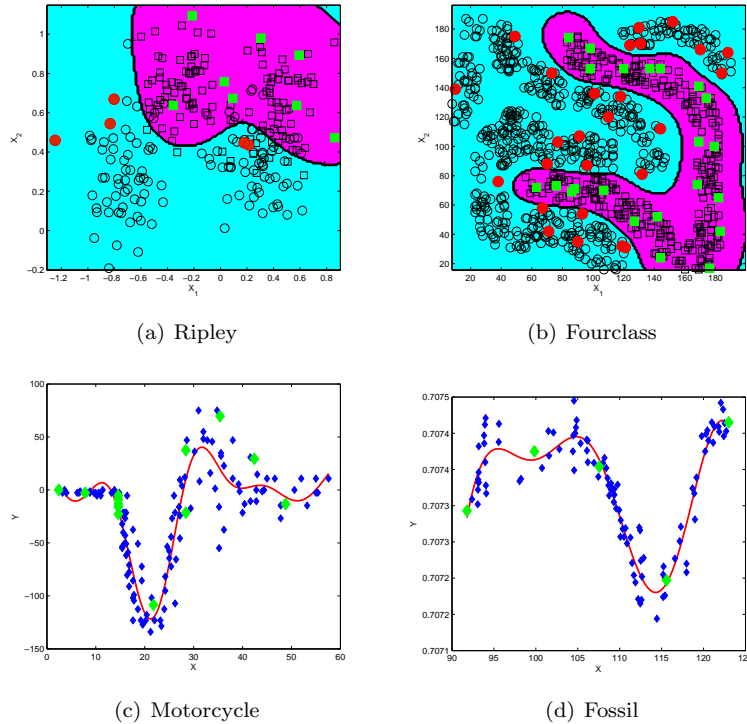 1
0.8
0.6
0.4
0.2
0
−0.2
X2
−1.2 −1 −0.8 −0.6 −0.4 −0.2 0 0.2 0.4 0.6 0.8
X1
(a) Ripley
180
160
140
120
100
80
60
40
20
X2
20 40 60 80 100 120 140 160 180
X1
(b) Fourclass
100
50
0
−50
−100
−150
Y
0 10 20 30 40 50 60
X
(c) Motorcycle
0.7075
0.7074
0.7074
0.7073
0.7072
0.7072
0.7071
Y
90 95 100 105 110 115 120 125
X
(d) Fossil